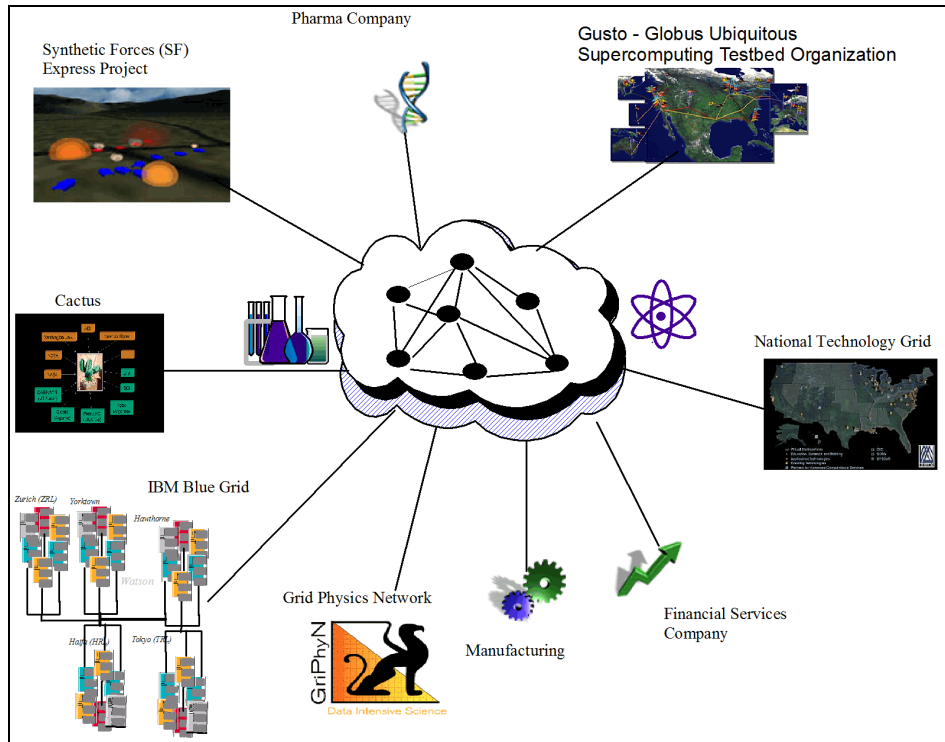 Pharma Company
Gusto - Globus Ubiquitous
Supercomputing Testbed Organization
Synthetic Forces (SF)
Express Project
Cactus
National Technology Grid
IBM Blue Grid
Zurich (ZRL)
Yorktown
Hawthorne
Watson
Haifa (HRL)
Tokyo (TRL)
Grid Physics Network
GriPhyN
Data Intensive Science
Manufacturing
Financial Services
Company